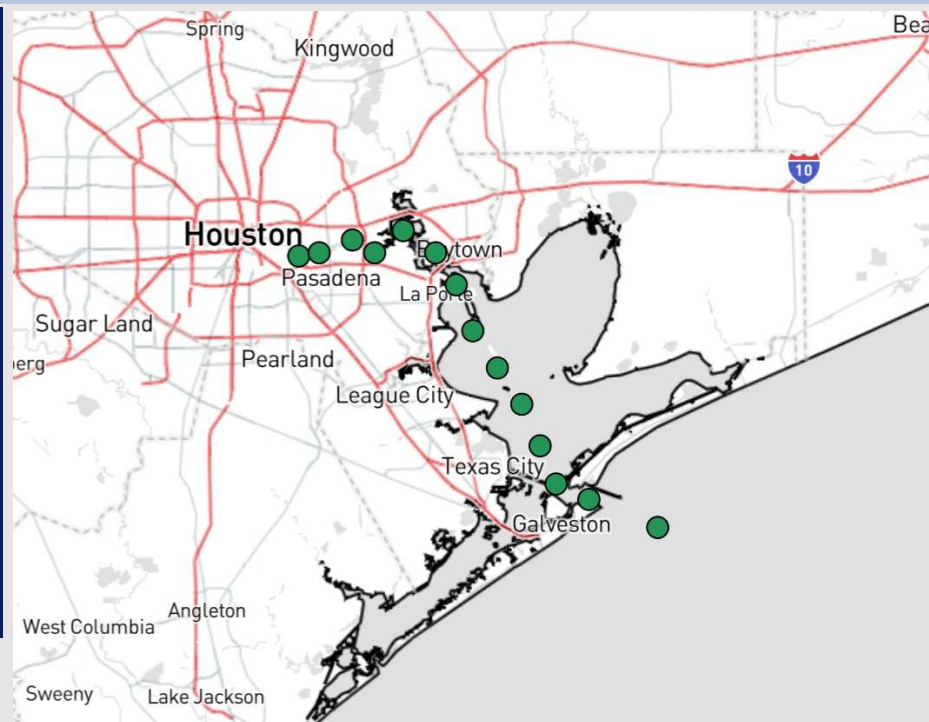 Spring
Kingwood
Bea
10
Houston
Baytown
Pasadena
La Porte
Sugar Land
Pearland
berg
League City
Texas City
Galveston
Angleton
West Columbia
Sweeny
Lake Jackson